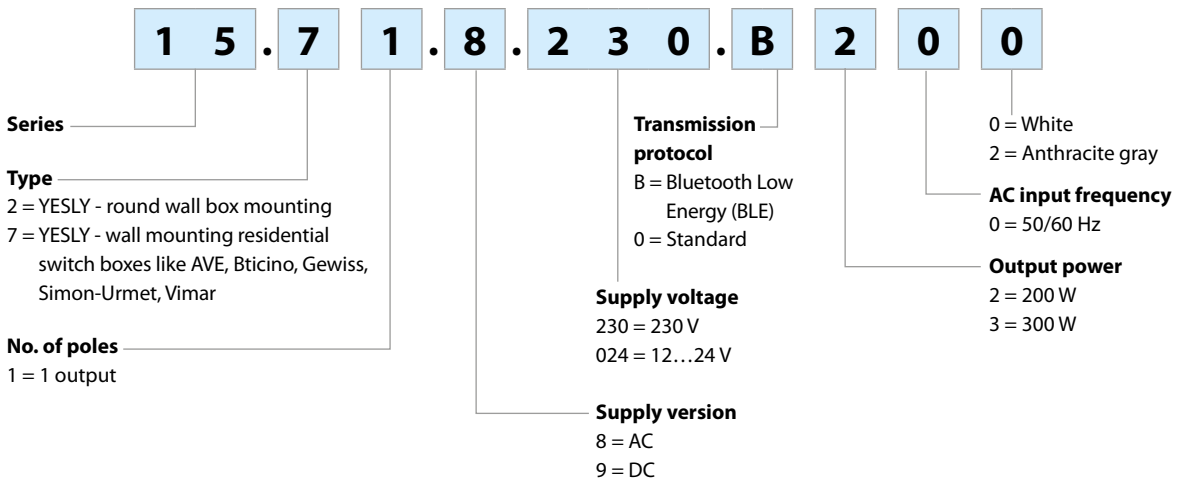 1 5 . 7 1 . 8 . 2 3 0 . B 2 0 0
Series
Type
2 = YESLY - round wall box mounting
7 = YESLY - wall mounting residential
switch boxes like AVE, Bticino, Gewiss,
Simon-Urmet, Vimar
No. of poles
1 = 1 output
Transmission
protocol
B = Bluetooth Low
Energy (BLE)
0 = Standard
Supply voltage
230 = 230 V
024 = 12…24 V
Supply version
8 = AC
9 = DC
0 = White
2 = Anthracite gray
AC input frequency
0 = 50/60 Hz
Output power
2 = 200 W
3 = 300 W